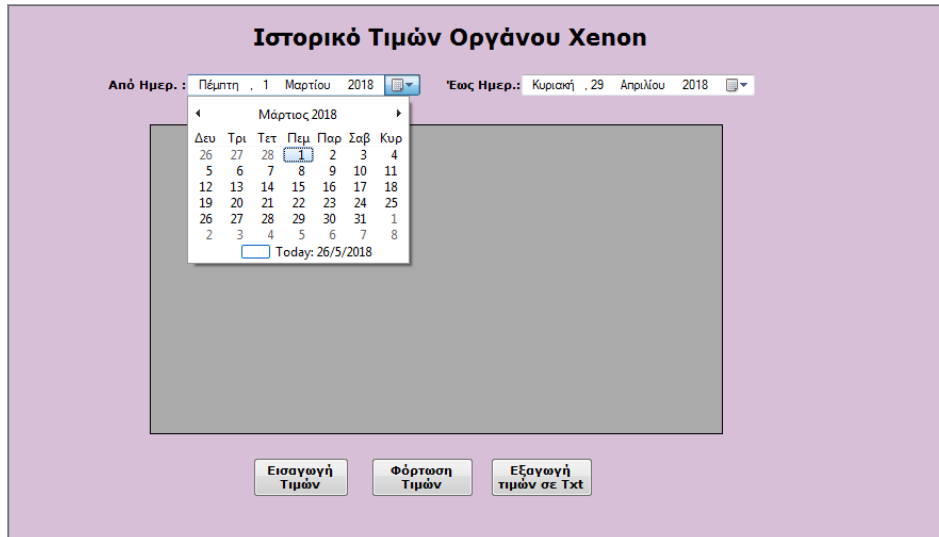 Ιστορικό Τιμών Οργάνου Xenon
Από Ημερ. : Πέμπτη , 1 Μαρτίου 2018 Έως Ημερ.: Κυριακή , 29 Απριλίου 2018
Μάρτιος 2018
Δευ Τρι Τετ Πεμ Παρ Σαβ Κυρ
26 27 28 1 2 3 4
5 6 7 8 9 10 11
12 13 14 15 16 17 18
19 20 21 22 23 24 25
26 27 28 29 30 31 1
2 3 4 5 6 7 8
Today: 26/5/2018
Εισαγωγή Φόρτωση Εξαγωγή
Τιμών Τιμών τιμών σε Txt